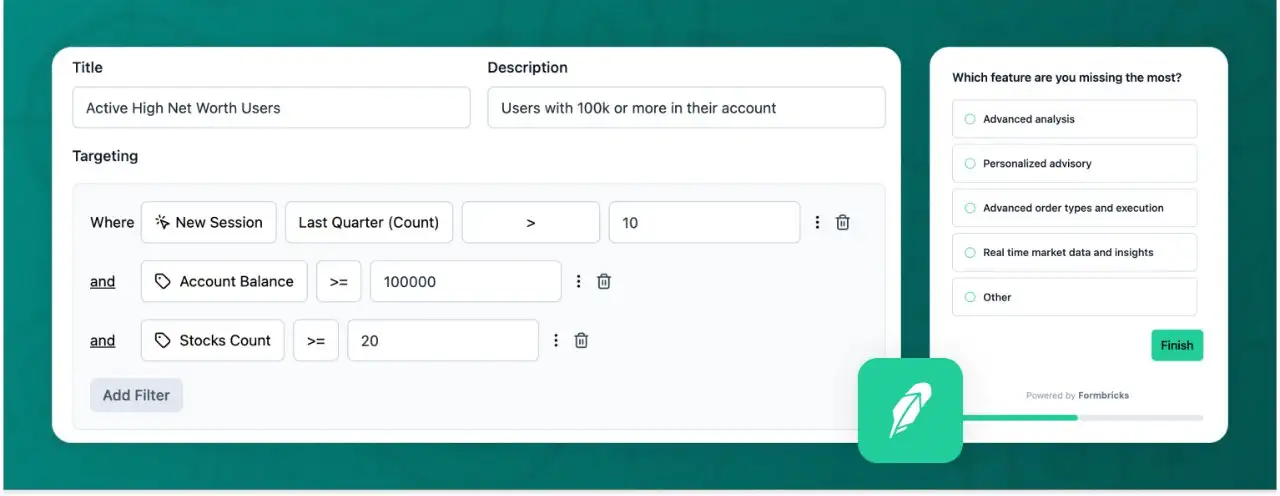 Title
Active High Net Worth Users
Description
Users with 100k or more in their account
Targeting
Where New Session Last Quarter (Count) > 10
and Account Balance >= 100000
and Stocks Count >= 20
Add Filter
Which feature are you missing the most?
Advanced analysis
Personalized advisory
Advanced order types and execution
Real time market data and insights
Other
Finish
Powered by Formbricks